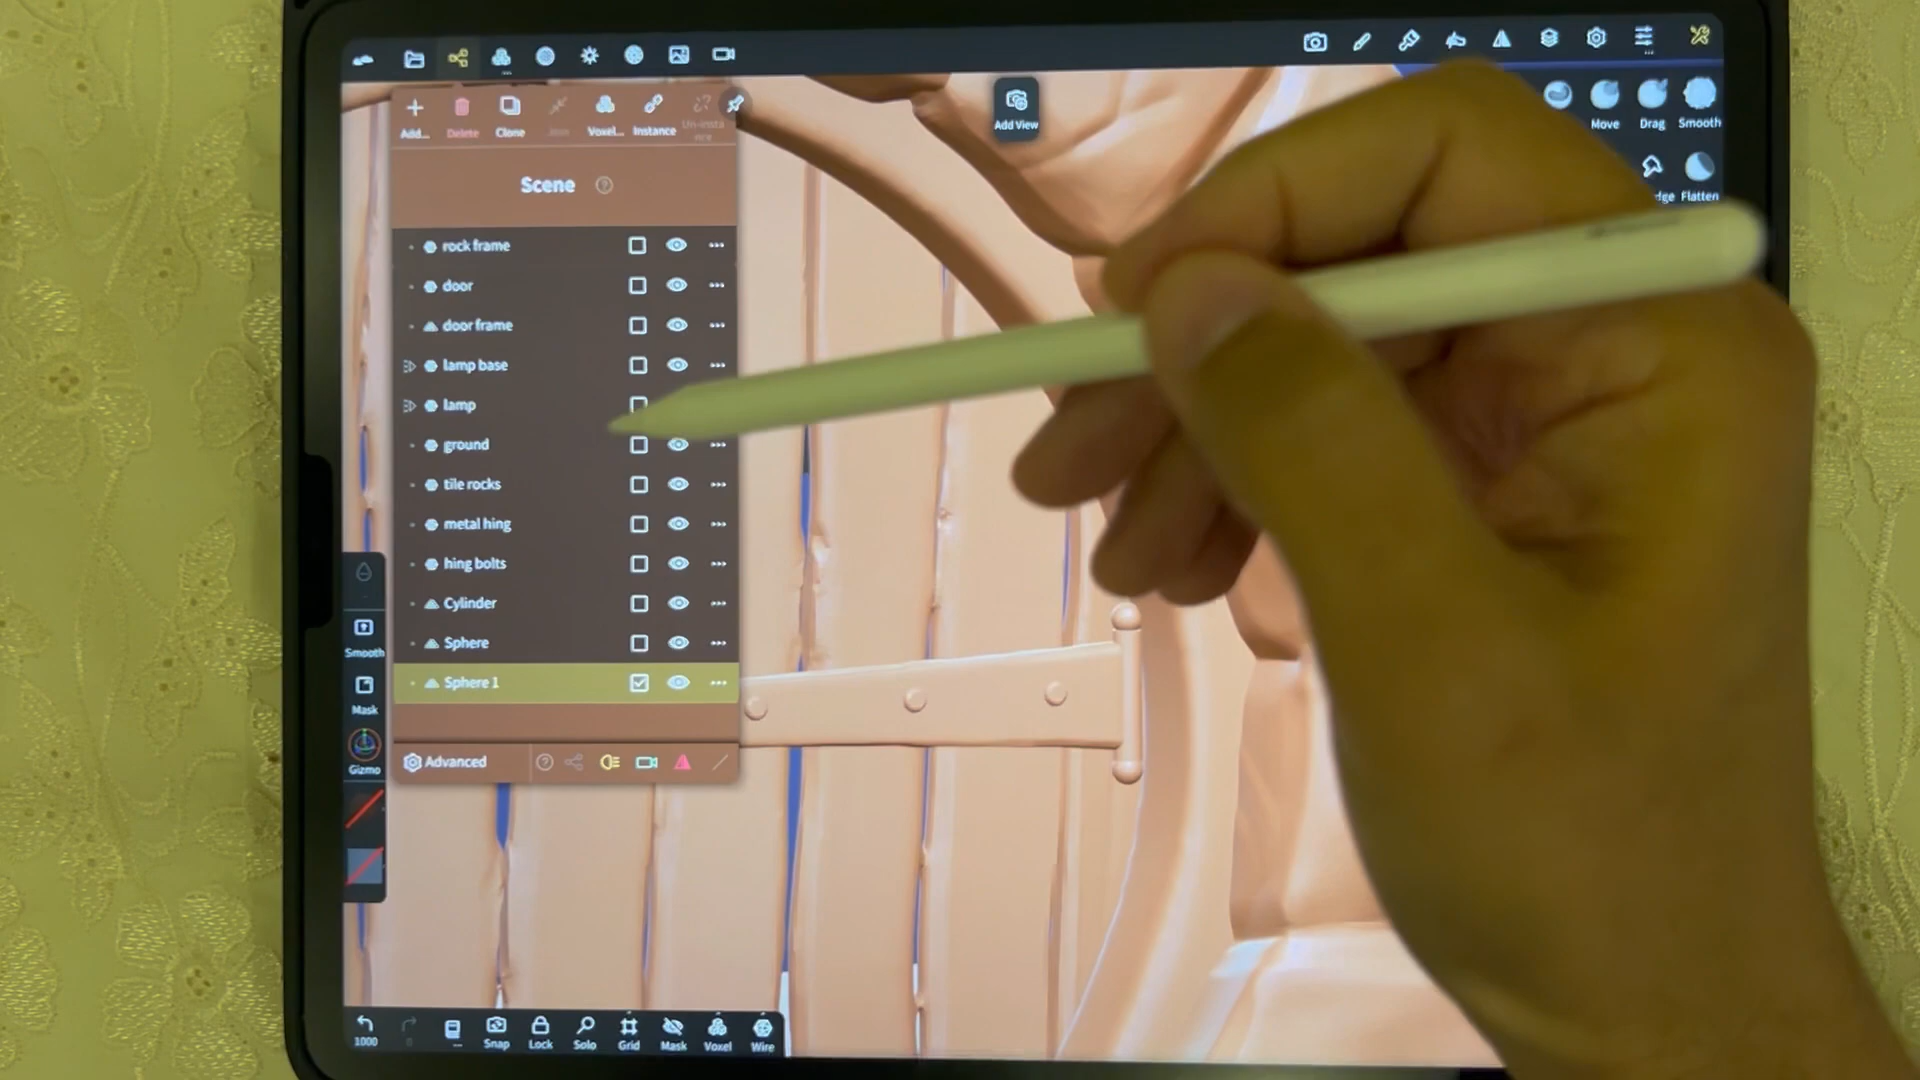 Add View
Move Drag Smooth
Flatten
Add... Delete Clone Voxel... Instance
Scene
rock frame
door
door frame
lamp base
lamp
ground
tile rocks
metal hing
hing bolts
Cylinder
Sphere
Sphere 1
Advanced
Smooth
Mask
Gizmo
1000 Snap Lock Solo Grid Mask Voxel Wire